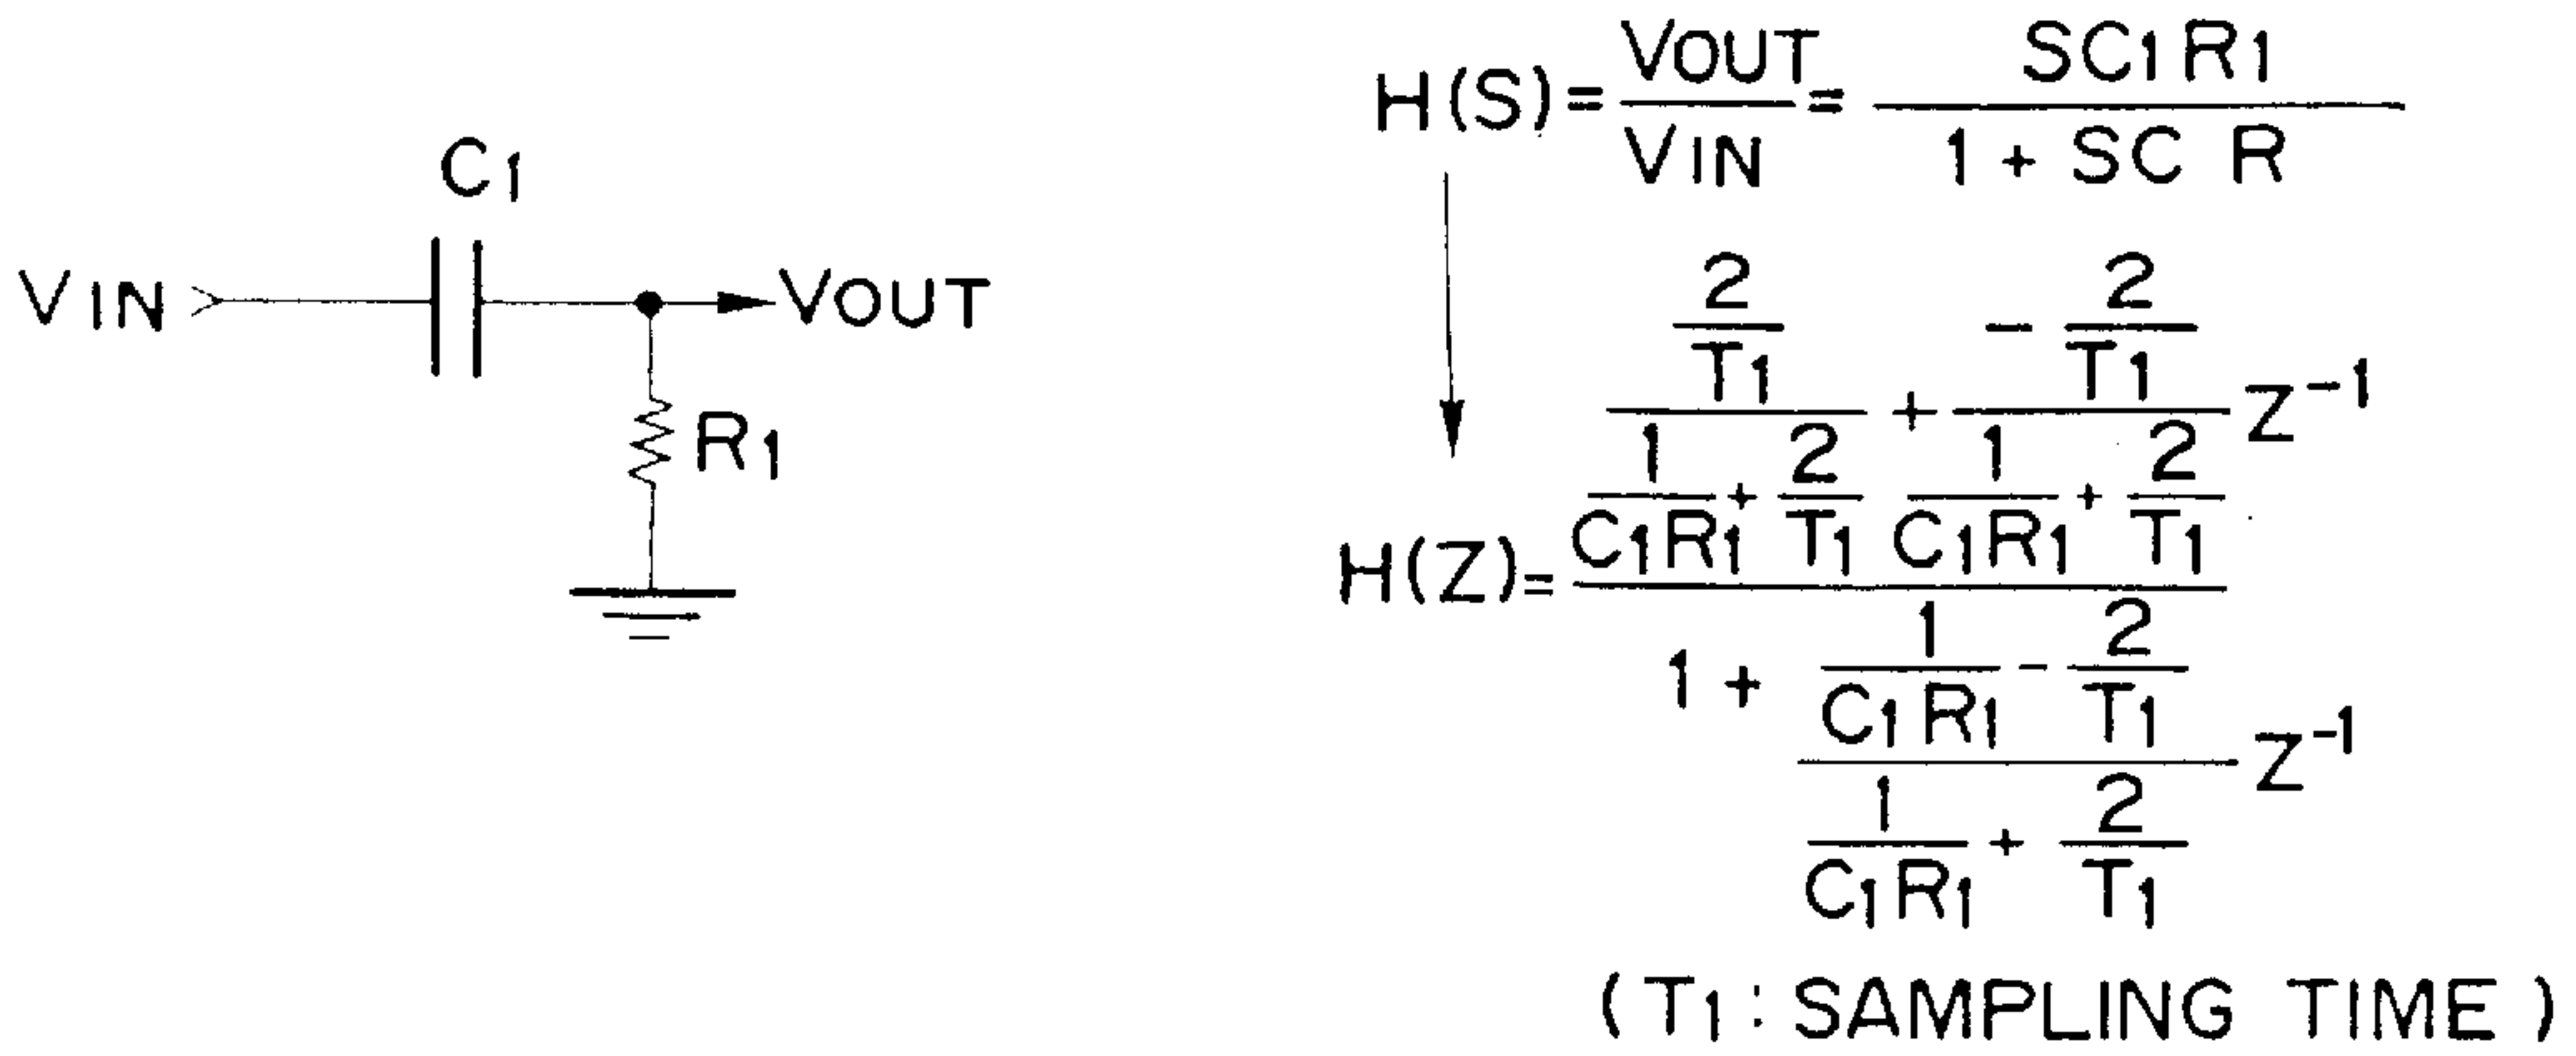 C1
VIN
VOUT
R1
H(S) = VOUT / VIN = SC1R1 / 1 + SC R
H(Z) = 2/T1 / 1/C1R1 + 2/T1 + - 2/T1 / 1/C1R1 + 2/T1 Z-1 / 1 + 1/C1R1 - 2/T1 / 1/C1R1 + 2/T1 Z-1
(T1 : SAMPLING TIME)